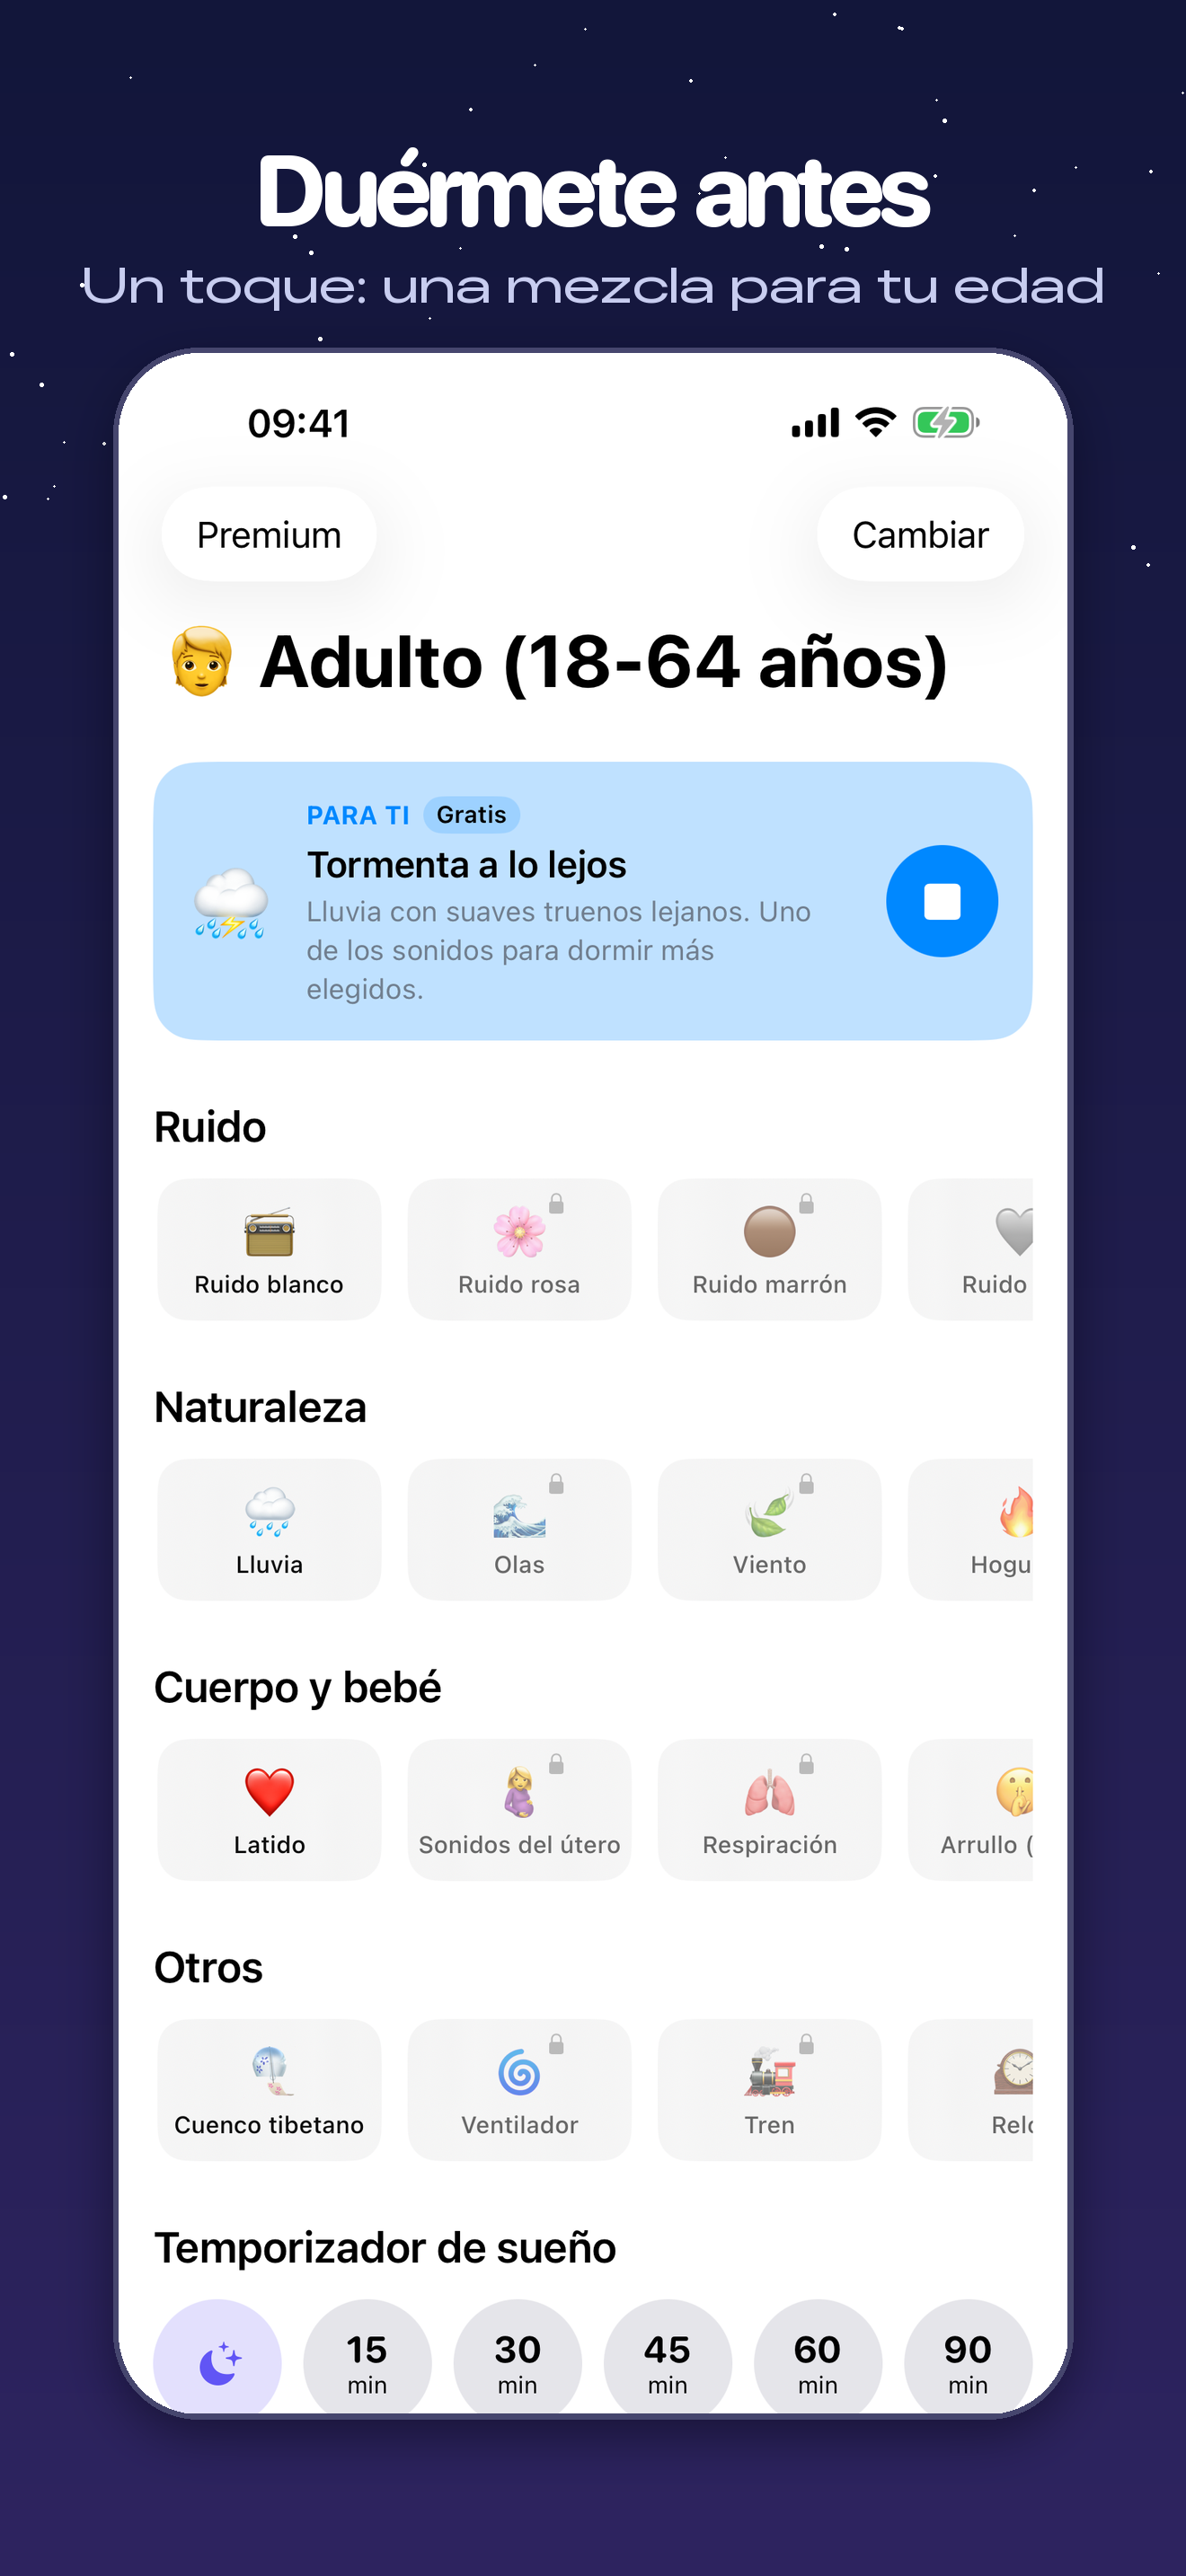 Duérmete antes
Un toque: una mezcla para tu edad
09:41
Premium
Cambiar
Adulto (18-64 años)
PARA TI Gratis
Tormenta a lo lejos
Lluvia con suaves truenos lejanos. Uno
de los sonidos para dormir más
elegidos.
Ruido
Ruido blanco
Ruido rosa
Ruido marrón
Ruido
Naturaleza
Lluvia
Olas
Viento
Hogu
Cuerpo y bebé
Latido
Sonidos del útero
Respiración
Arrullo (
Otros
Cuenco tibetano
Ventilador
Tren
Relo
Temporizador de sueño
15 min
30 min
45 min
60 min
90 min